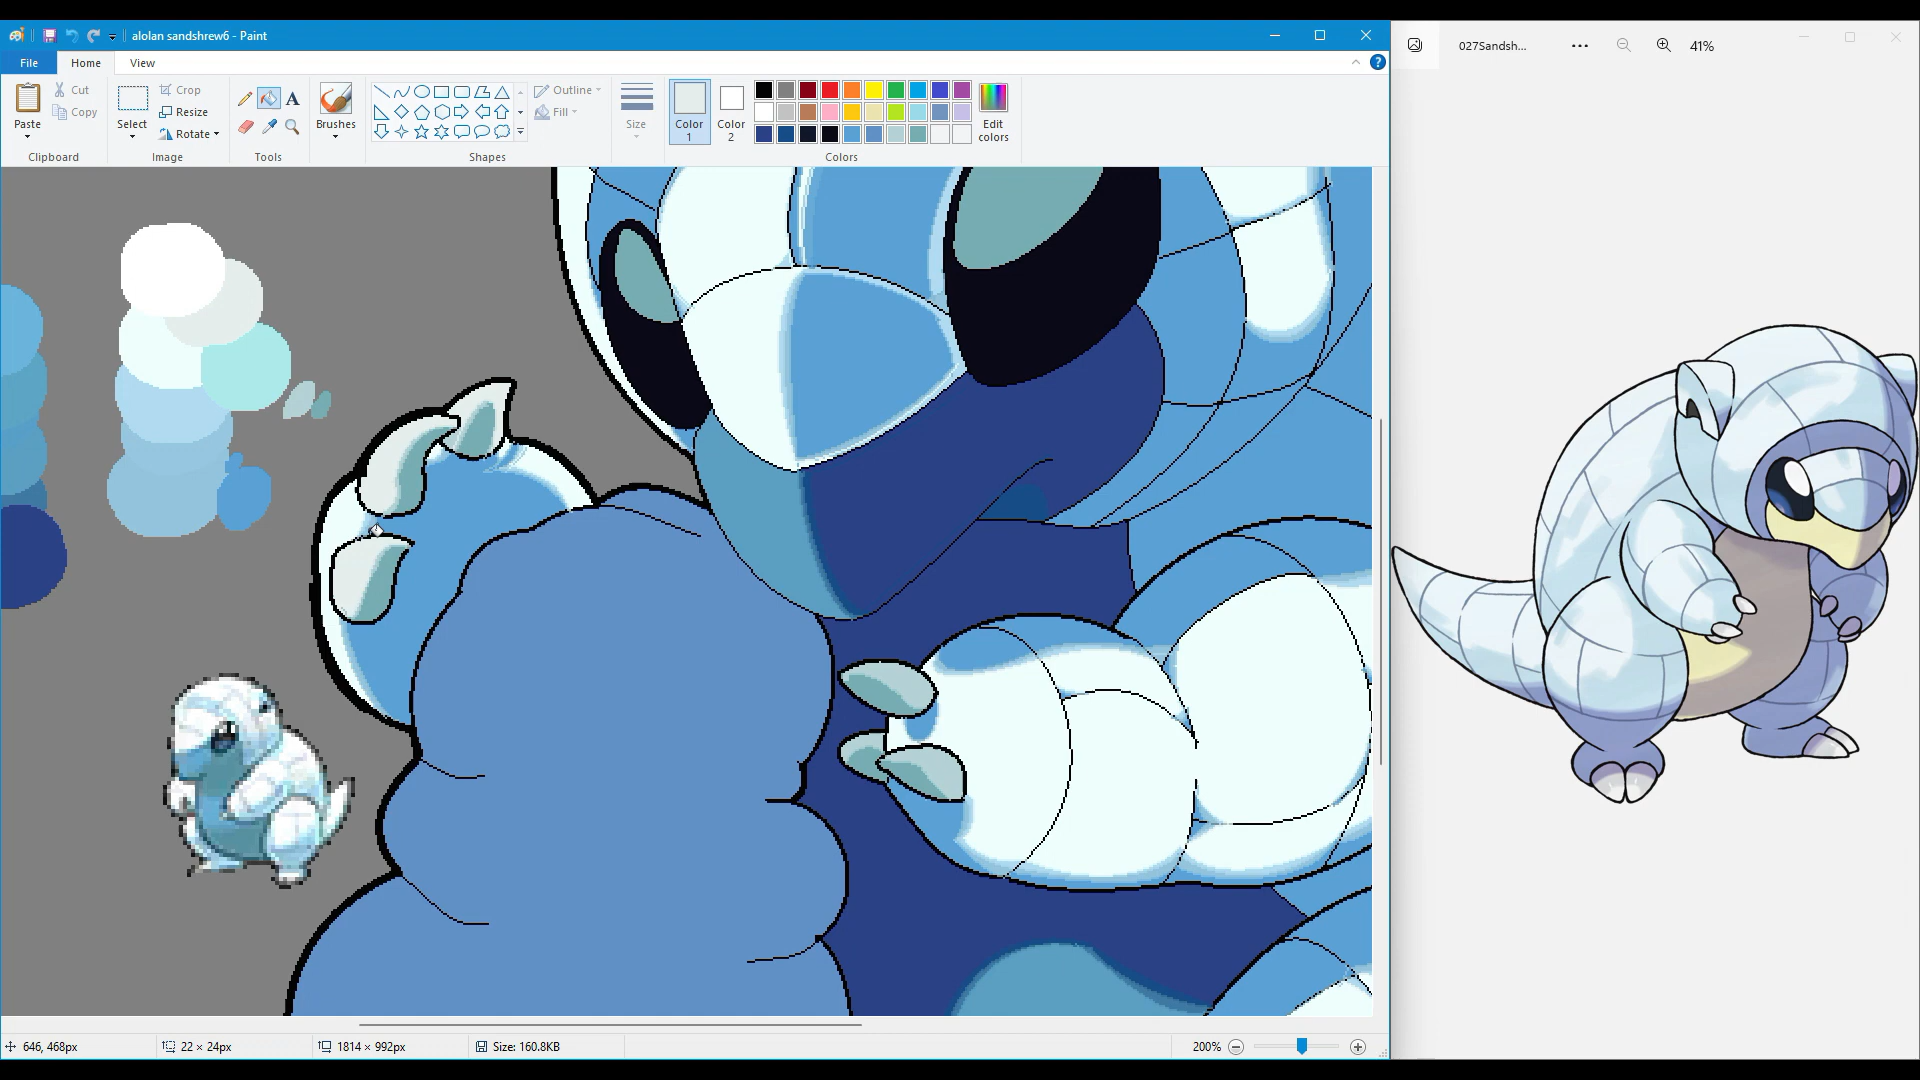 alolan sandshrew6 - Paint
027Sandsh...
41%
File
Home
View
Paste
Cut
Copy
Clipboard
Select
Crop
Resize
Rotate
Image
A
Tools
Brushes
Outline
Fill
Shapes
Size
Color
1
Color
2
Edit
colors
Colors
646, 468px
22 × 24px
1814 × 992px
Size: 160.8KB
200%